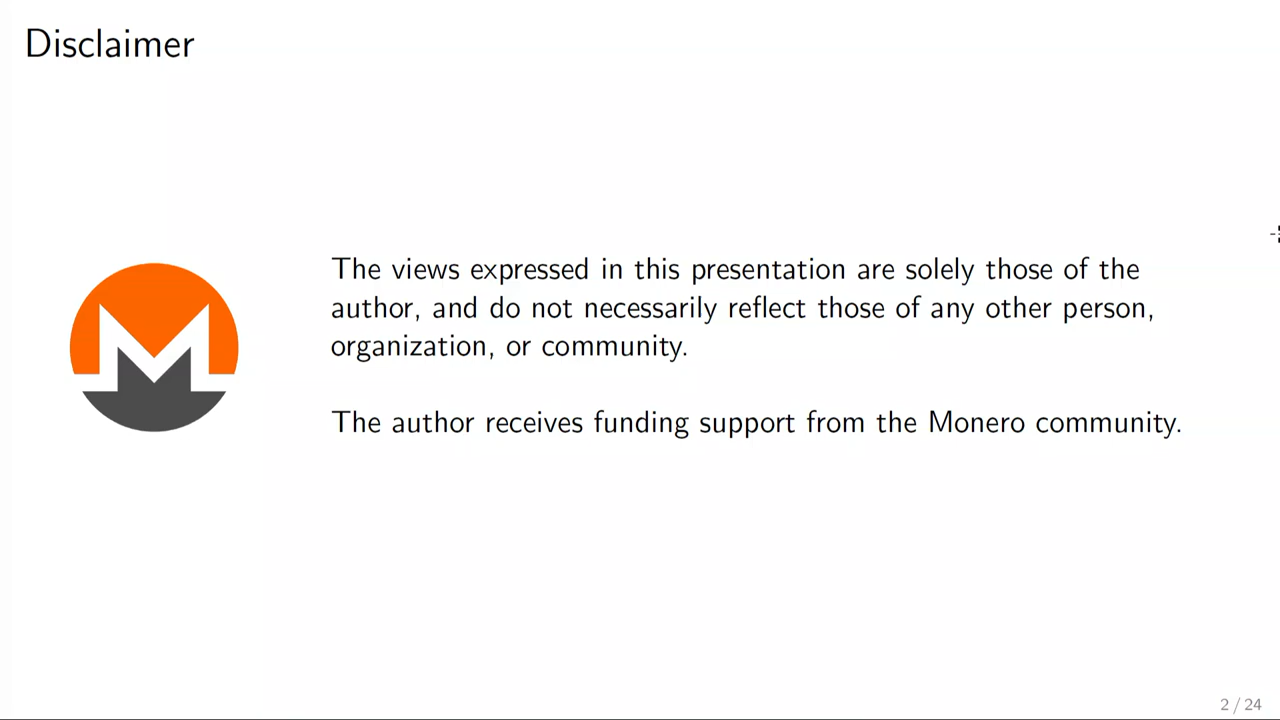 Disclaimer
The views expressed in this presentation are solely those of the
author, and do not necessarily reflect those of any other person,
organization, or community.
The author receives funding support from the Monero community.
2 / 24